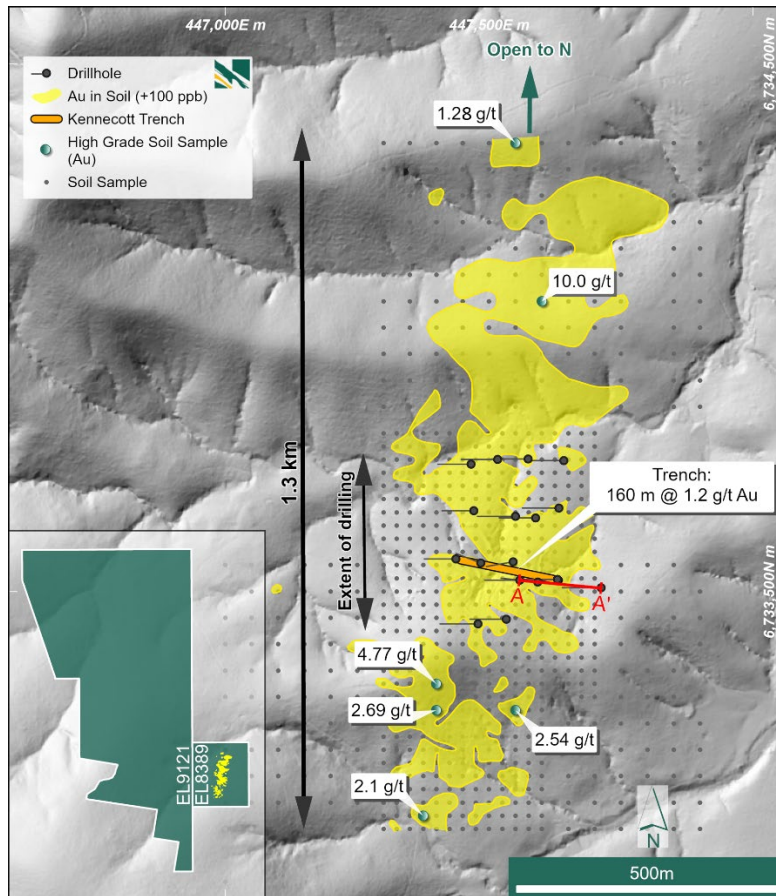 447,000E m
447,500E m
6,734,500N m
Drillhole
Au in Soil (+100 ppb)
Kennecott Trench
High Grade Soil Sample
(Au)
Soil Sample
Open to N
1.28 g/t
10.0 g/t
1.3 km
Extent of drilling
Trench:
160 m @ 1.2 g/t Au
A
A'
6,733,500N m
4.77 g/t
2.69 g/t
2.54 g/t
2.1 g/t
EL9121
EL8389
N
500m